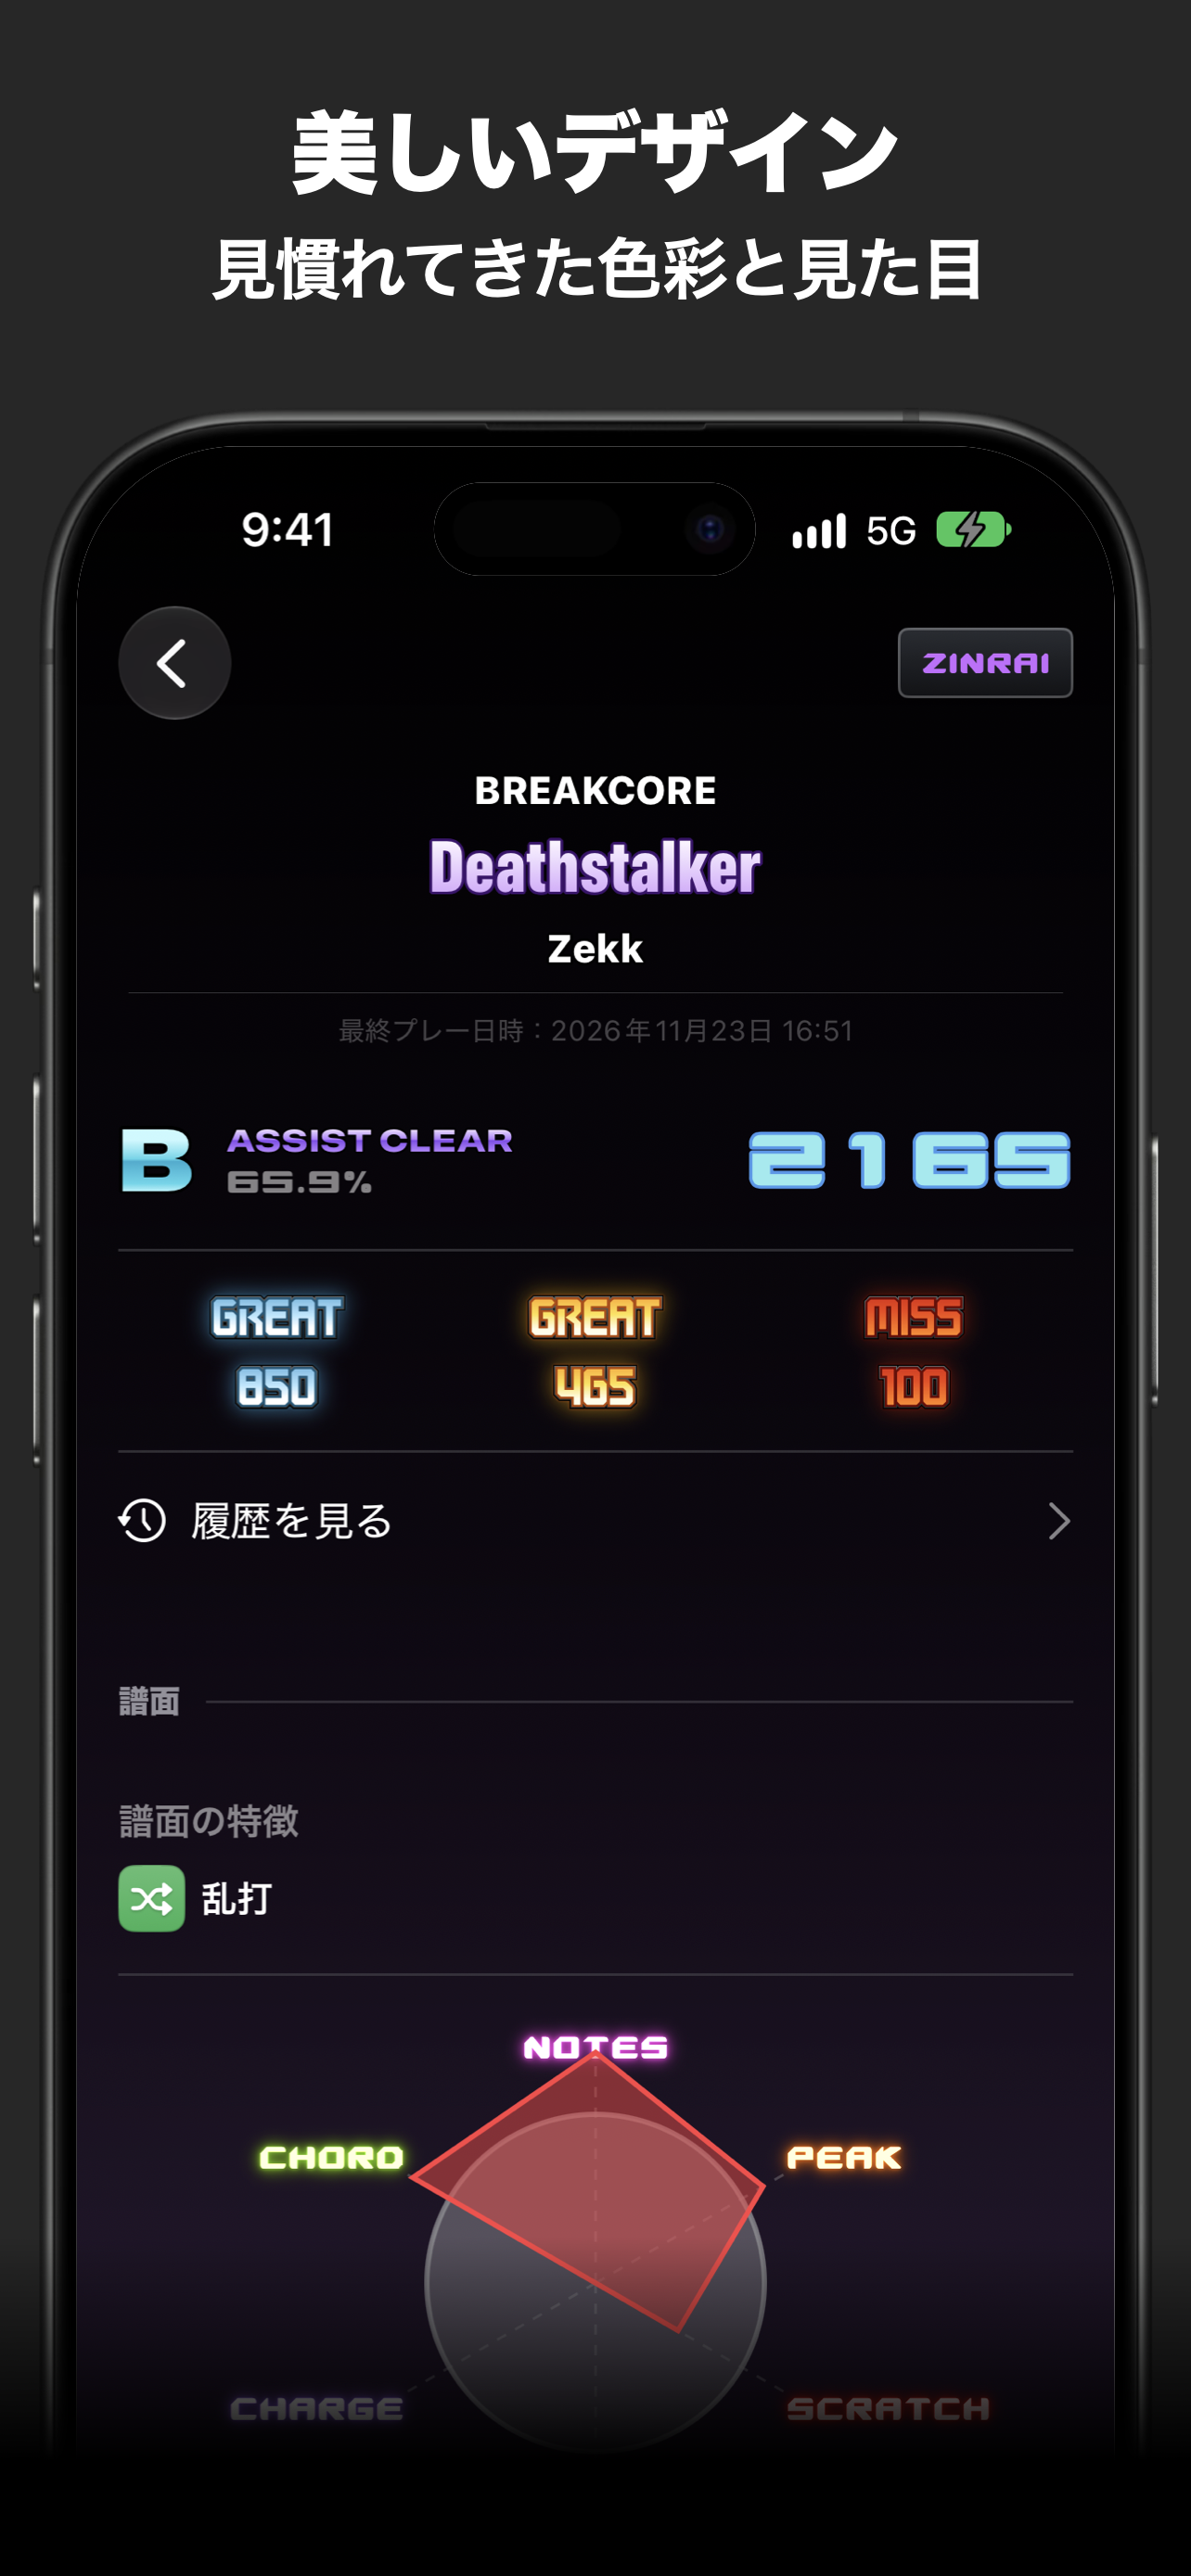 美しいデザイン
見慣れてきた色彩と見た目
9:41 5G
ZINRAI
BREAKCORE
Deathstalker
Zekk
最終プレー日時：2026年11月23日 16:51
B ASSIST CLEAR 2165
65.9%
GREAT GREAT MISS
850 465 100
履歴を見る
譜面
譜面の特徴
乱打
NOTES
CHORD PEAK
CHARGE SCRATCH